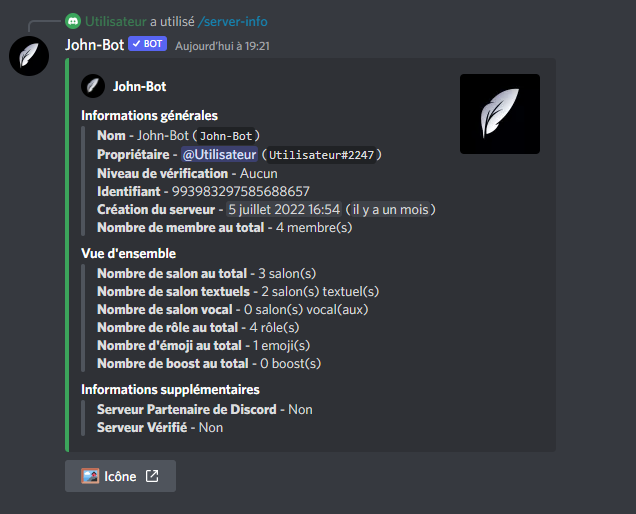 Utilisateur a utilisé /server-info
John-Bot BOT Aujourd'hui à 19:21
John-Bot
Informations générales
Nom - John-Bot (John-Bot)
Propriétaire - @Utilisateur (Utilisateur#2247)
Niveau de vérification - Aucun
Identifiant - 993983297585688657
Création du serveur - 5 juillet 2022 16:54 (il y a un mois)
Nombre de membre au total - 4 membre(s)
Vue d'ensemble
Nombre de salon au total - 3 salon(s)
Nombre de salon textuels - 2 salon(s) textuel(s)
Nombre de salon vocal - 0 salon(s) vocal(aux)
Nombre de rôle au total - 4 rôle(s)
Nombre d'émoji au total - 1 emoji(s)
Nombre de boost au total - 0 boost(s)
Informations supplémentaires
Serveur Partenaire de Discord - Non
Serveur Vérifié - Non
Icône